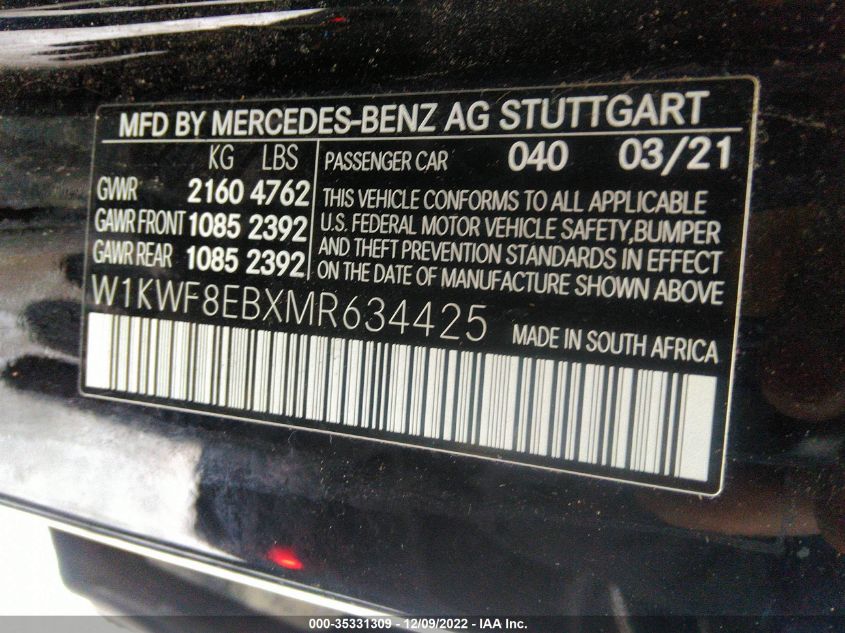 MFD BY MERCEDES-BENZ AG STUTTGART
KG LBS
GVWR 2160 4762
GAWR FRONT 1085 2392
GAWR REAR 1085 2392
PASSENGER CAR 040 03/21
THIS VEHICLE CONFORMS TO ALL APPLICABLE
U.S. FEDERAL MOTOR VEHICLE SAFETY,BUMPER
AND THEFT PREVENTION STANDARDS IN EFFECT
ON THE DATE OF MANUFACTURE SHOWN ABOVE
W1KWF8EBXMR634425
MADE IN SOUTH AFRICA
000-35331309 - 12/09/2022 - IAA Inc.